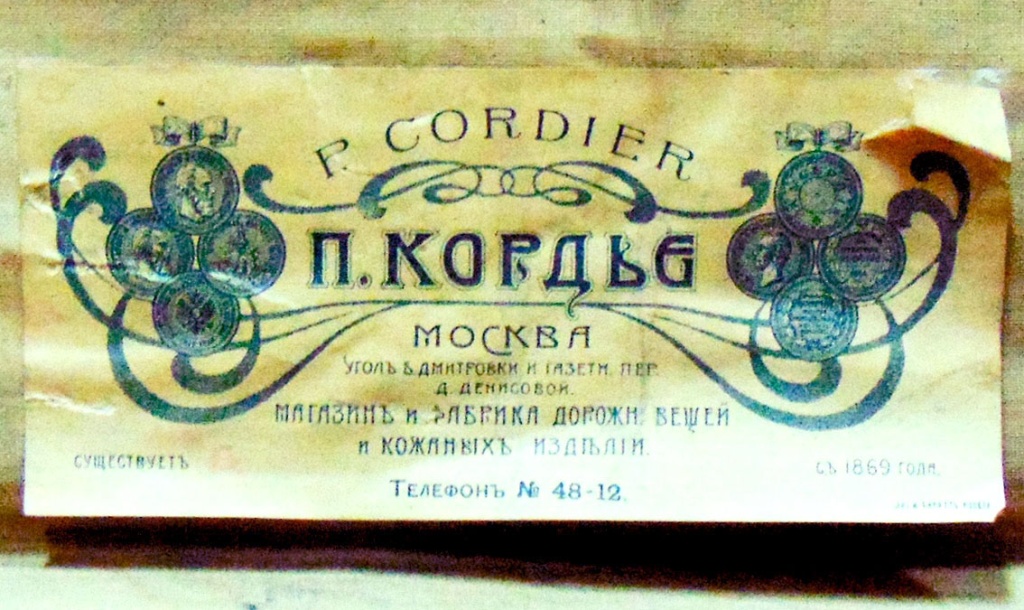 P. CORDIER
П. КОРДЬЕ
МОСКВА
УГОЛЪ Б. ДМИТРОВКИ И ГАЗЕТН. ПЕР.
Д. ДЕНИСОВОЙ.
МАГАЗИНЪ И ФАБРИКА ДОРОЖН. ВЕЩЕЙ
И КОЖАНЫХЪ ИЗДѢЛІЙ.
СУЩЕСТВУЕТЪ
СЪ 1869 ГОДА.
ТЕЛЕФОНЪ № 48-12.